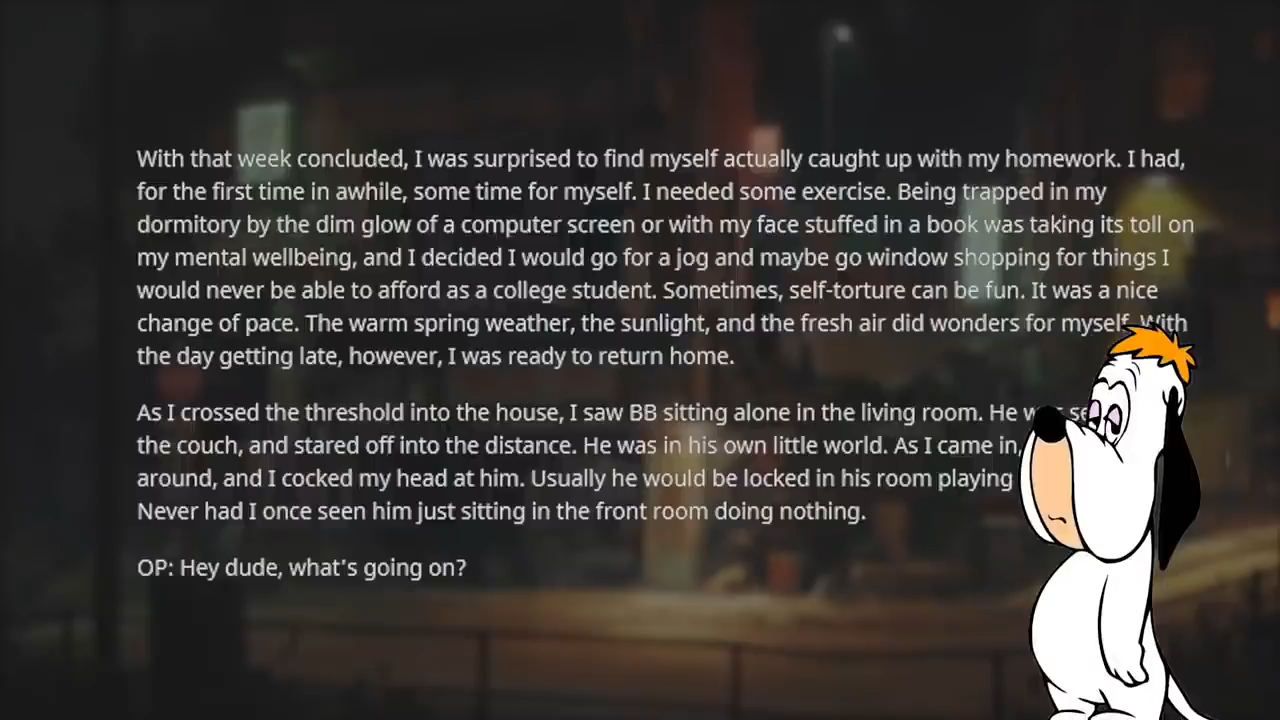 With that week concluded, I was surprised to find myself actually caught up with my homework. I had,
for the first time in awhile, some time for myself. I needed some exercise. Being trapped in my
dormitory by the dim glow of a computer screen or with my face stuffed in a book was taking its toll on
my mental wellbeing, and I decided I would go for a jog and maybe go window shopping for things I
would never be able to afford as a college student. Sometimes, self-torture can be fun. It was a nice
change of pace. The warm spring weather, the sunlight, and the fresh air did wonders for myself. With
the day getting late, however, I was ready to return home.
As I crossed the threshold into the house, I saw BB sitting alone in the living room. He
the couch, and stared off into the distance. He was in his own little world. As I came in,
around, and I cocked my head at him. Usually he would be locked in his room playing
Never had I once seen him just sitting in the front room doing nothing.
OP: Hey dude, what's going on?